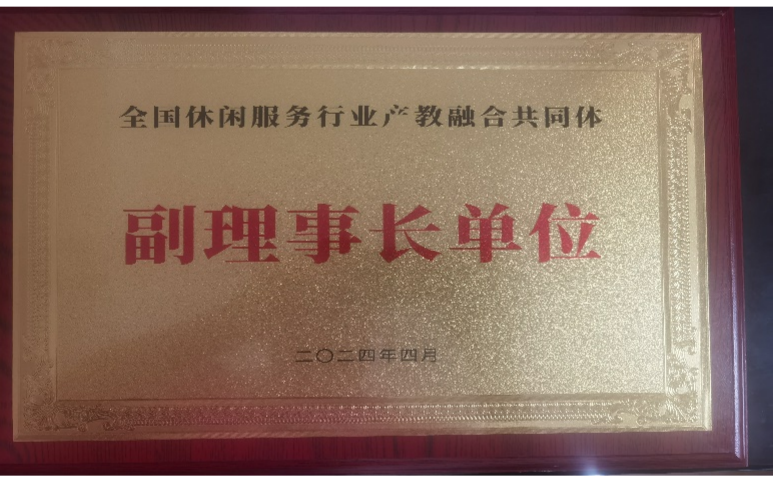 全国休闲服务行业产教融合共同体
副理事长单位
二〇二四年四月